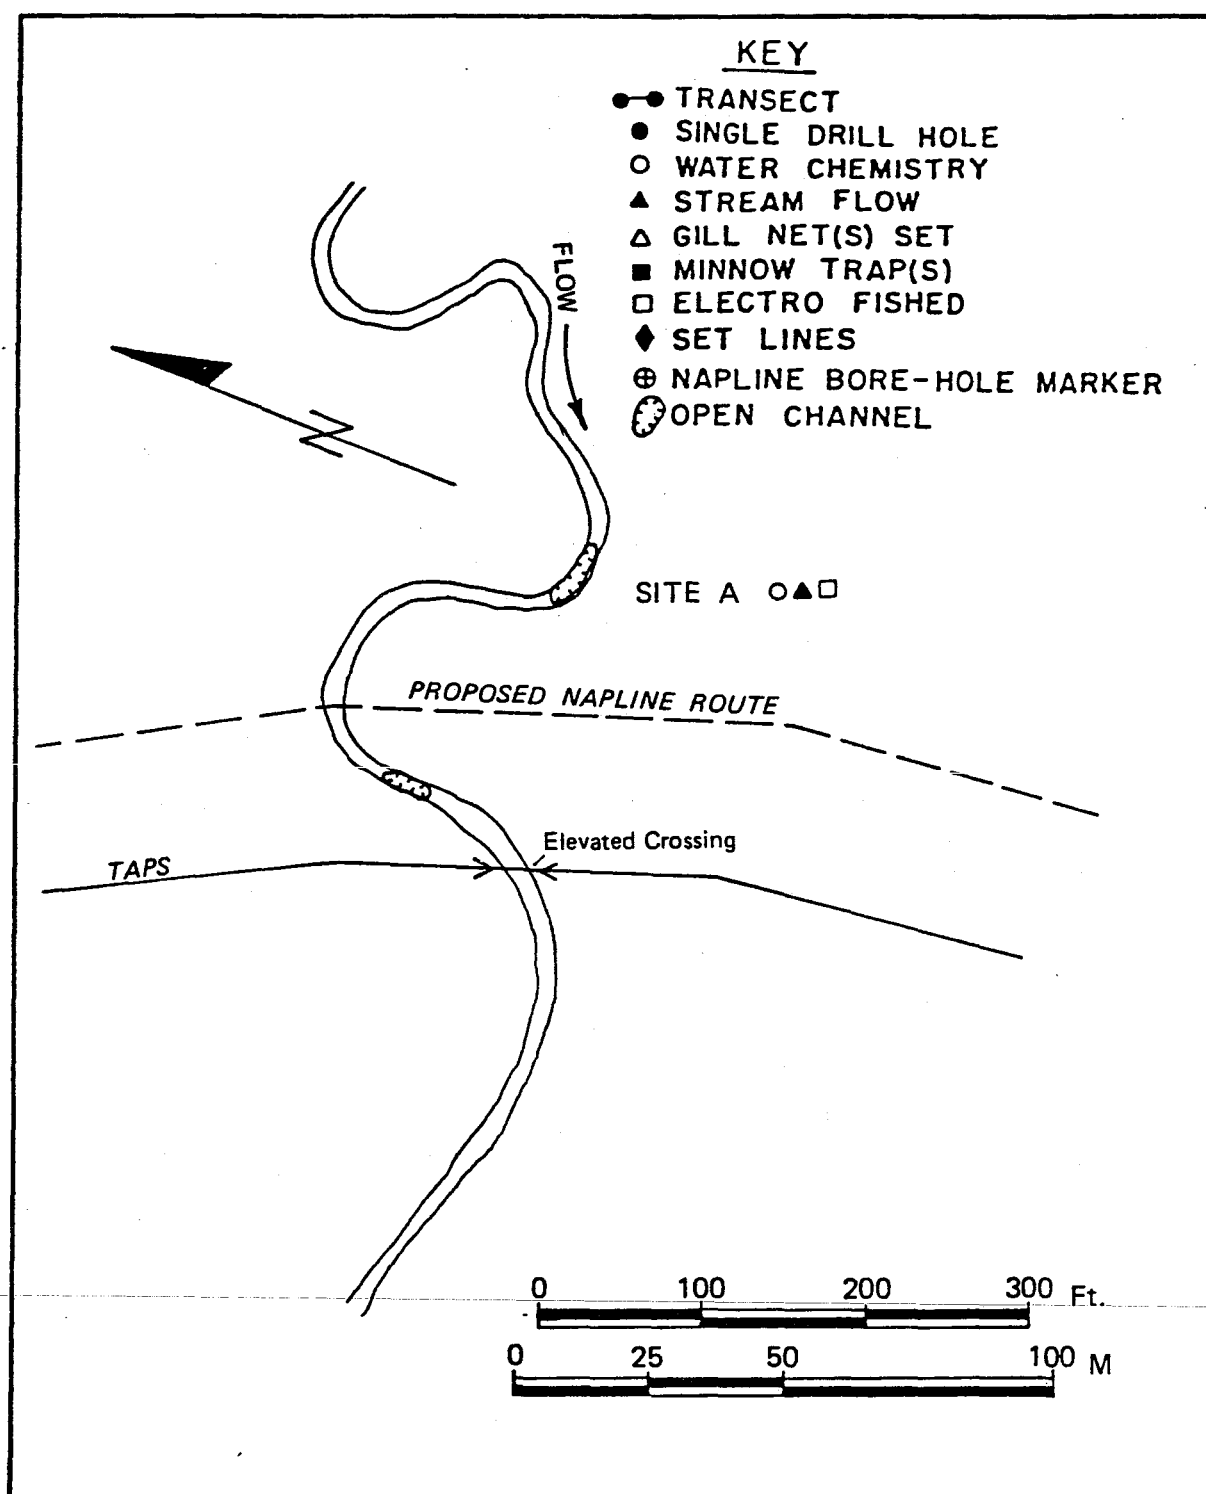 KEY
TRANSECT
SINGLE DRILL HOLE
WATER CHEMISTRY
STREAM FLOW
GILL NET(S) SET
MINNOW TRAP(S)
ELECTRO FISHED
SET LINES
NAPLINE BORE-HOLE MARKER
OPEN CHANNEL
FLOW
Z
SITE A
PROPOSED NAPLINE ROUTE
Elevated Crossing
TAPS
0 100 200 300 Ft.
0 25 50 100 M